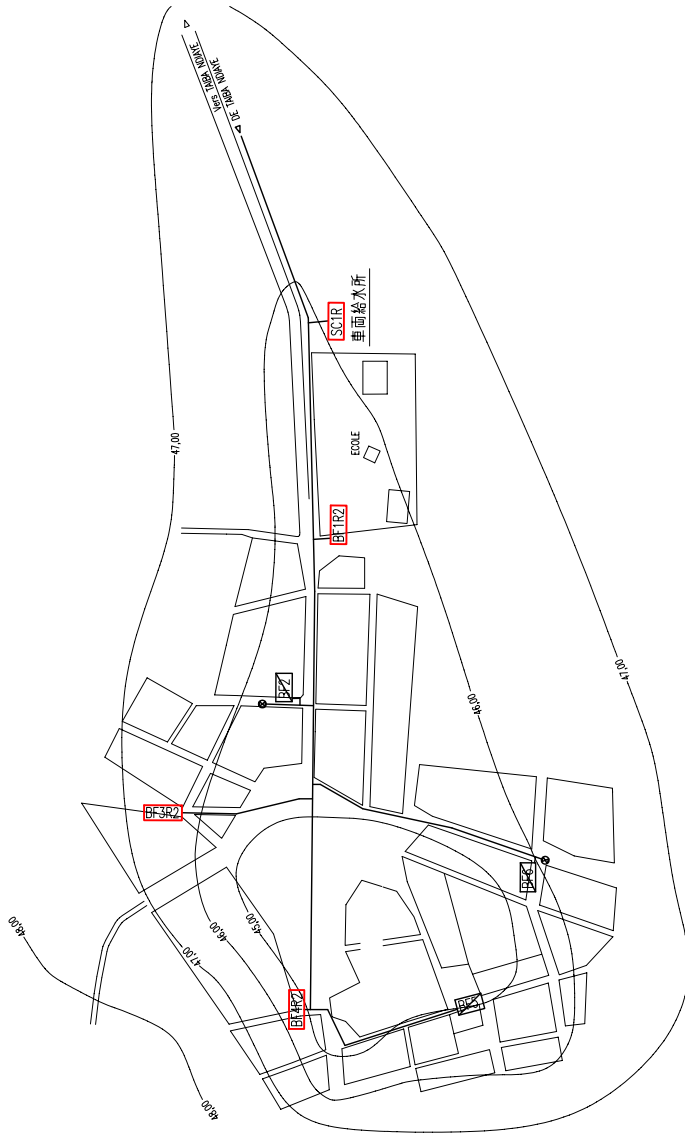 Vers TAIBA NDIAYE
DE TAIBA NDIAYE
SC1R
車両給水所
47,00
ECOLE
BF1R2
47,00
BF2
46,00
BF3R2
BF6
48,00
46,00
45,00
47,00
BF4R2
BF5
48,00